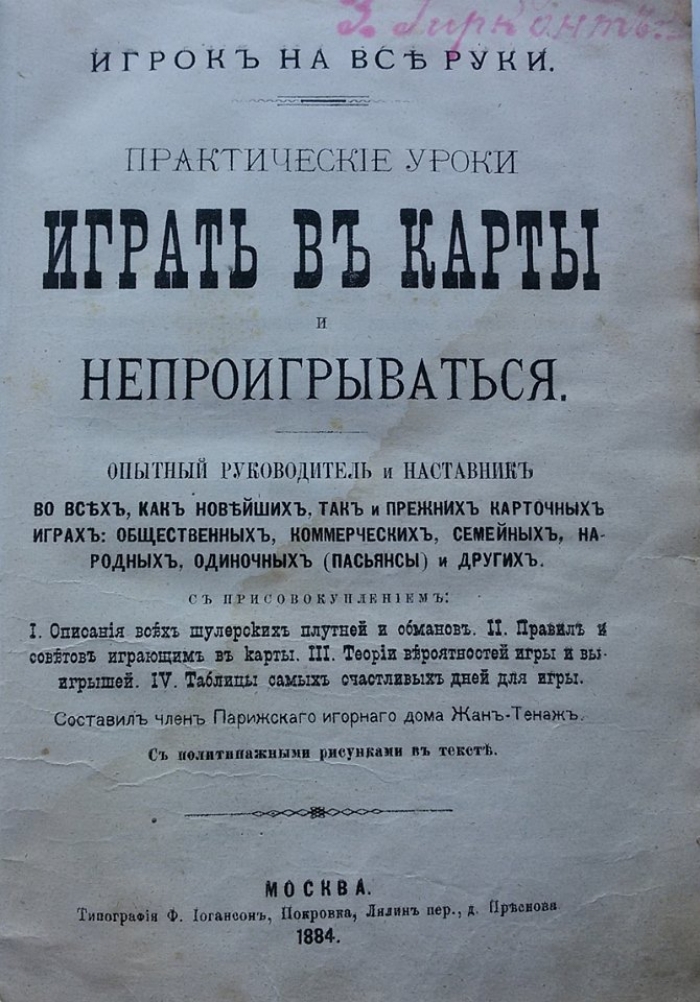 З. Гиркантъ.
ИГРОКЪ НА ВСѢ РУКИ.
ПРАКТИЧЕСКІЕ УРОКИ
ИГРАТЬ ВЪ КАРТЫ
И
НЕПРОИГРЫВАТЬСЯ.
ОПЫТНЫЙ РУКОВОДИТЕЛЬ и НАСТАВНИКЪ
ВО ВСѢХЪ, КАКЪ НОВѢЙШИХЪ, ТАКЪ и ПРЕЖНИХЪ КАРТОЧНЫХЪ
ИГРАХЪ: ОБЩЕСТВЕННЫХЪ, КОММЕРЧЕСКИХЪ, СЕМЕЙНЫХЪ, НА-
РОДНЫХЪ, ОДИНОЧНЫХЪ (ПАСЬЯНСЫ) и ДРУГИХЪ.
СЪ ПРИСОВОКУПЛЕНІЕМЪ:
I. Описанія всѣхъ шулерскихъ плутней и обмановъ. II. Правилъ и
совѣтовъ играющимъ въ карты. III. Теоріи вѣроятностей игры и вы-
игрышей. IV. Таблицы самыхъ счастливыхъ дней для игры.
Составилъ членъ Парижскаго игорнаго дома Жанъ-Тенажъ.
Съ политипажными рисунками въ текстѣ.
МОСКВА.
Типографія Ф. Іогансонъ, Покровка, Лялинъ пер., д. Прѣснова
1884.